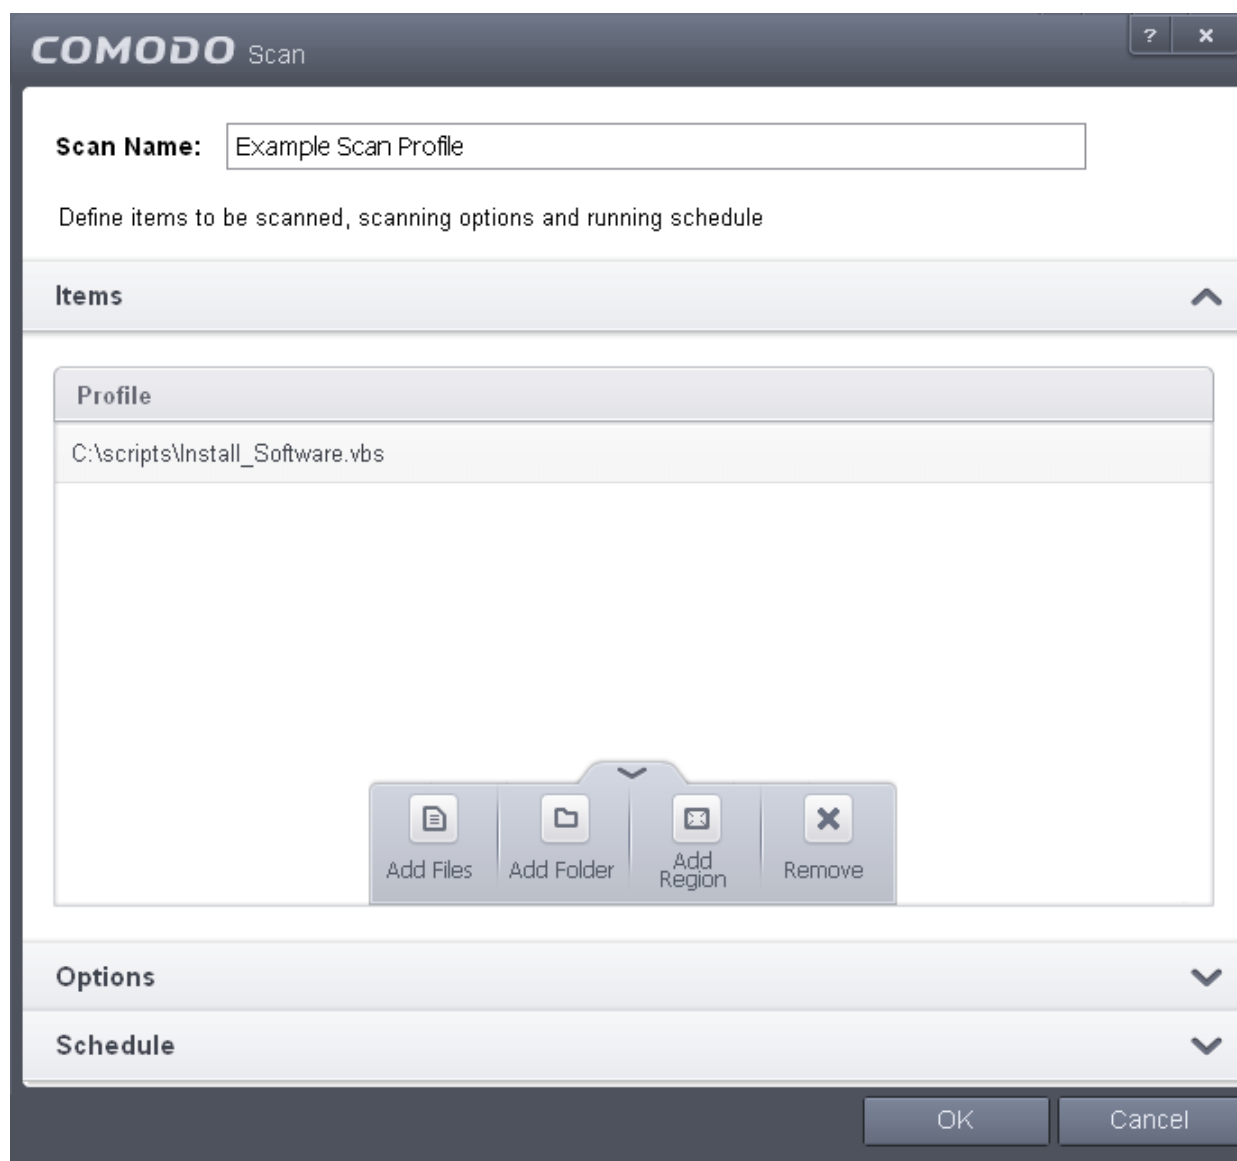 COMODO Scan
?
Scan Name: Example Scan Profile
Define items to be scanned, scanning options and running schedule
Items
Profile
C:\scripts\Install_Software.vbs
Add Files Add Folder Add Remove
Region
Options
Schedule
OK Cancel